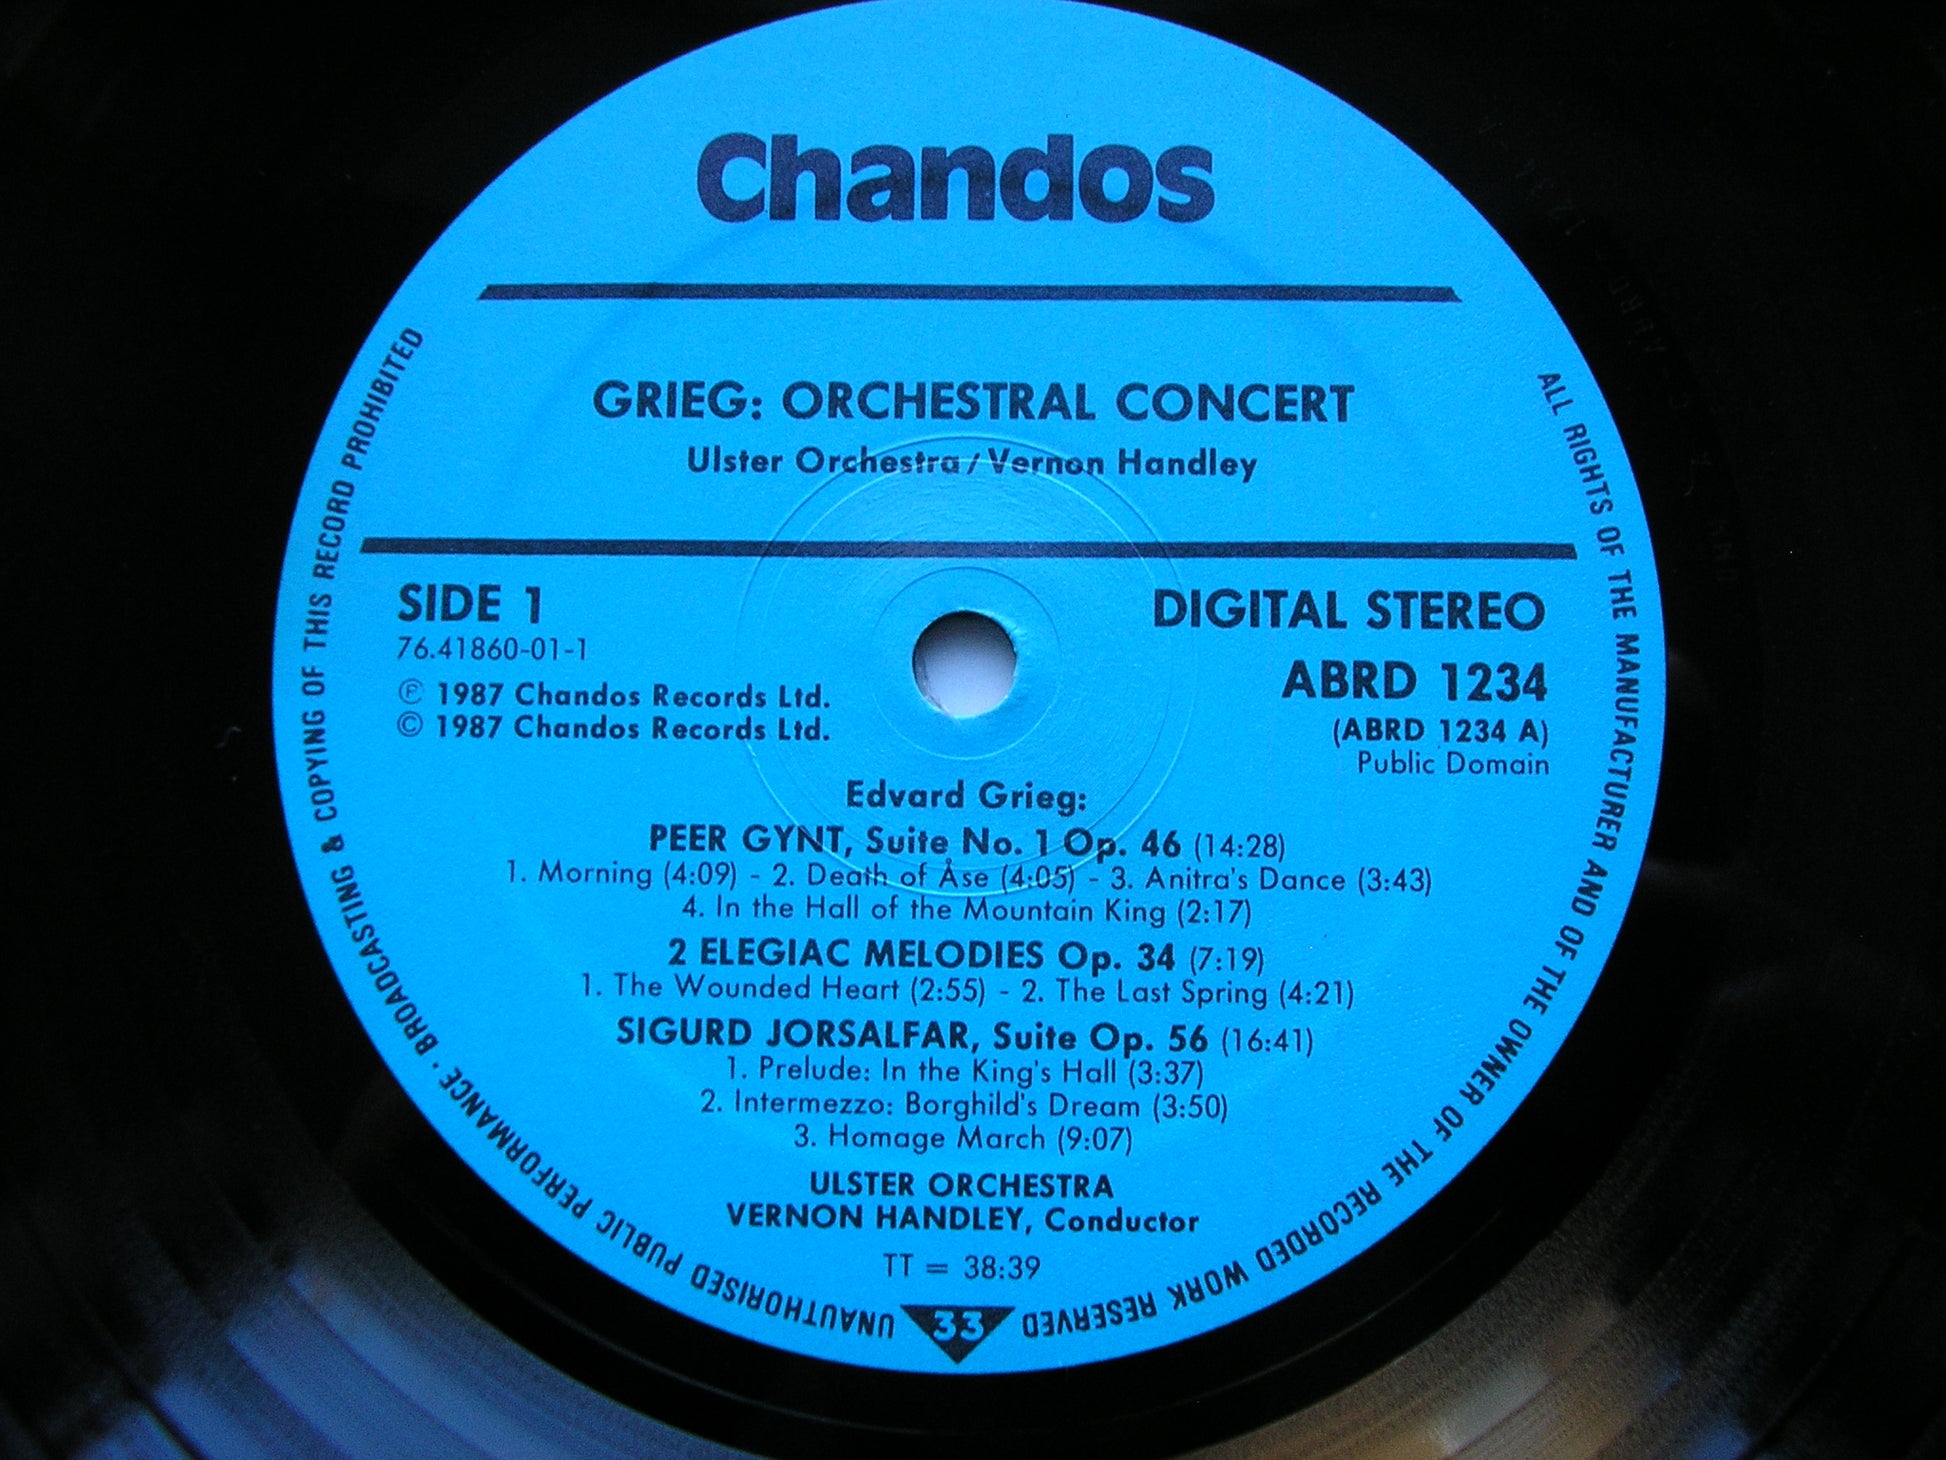 Chandos
GRIEG: ORCHESTRAL CONCERT
Ulster Orchestra/Vernon Handley
SIDE 1
76.41860-01-1
℗ 1987 Chandos Records Ltd.
© 1987 Chandos Records Ltd.
DIGITAL STEREO
ABRD 1234
(ABRD 1234 A)
Public Domain
Edvard Grieg:
PEER GYNT, Suite No. 1 Op. 46 (14:28)
1. Morning (4:09) - 2. Death of Åse (4:05) - 3. Anitra's Dance (3:43)
4. In the Hall of the Mountain King (2:17)
2 ELEGIAC MELODIES Op. 34 (7:19)
1. The Wounded Heart (2:55) - 2. The Last Spring (4:21)
SIGURD JORSALFAR, Suite Op. 56 (16:41)
1. Prelude: In the King's Hall (3:37)
2. Intermezzo: Borghild's Dream (3:50)
3. Homage March (9:07)
ULSTER ORCHESTRA
VERNON HANDLEY, Conductor
TT = 38:39
33
ALL RIGHTS OF THE MANUFACTURER AND OF THE OWNER OF THE RECORDED WORK RESERVED
UNAUTHORISED PUBLIC PERFORMANCE · BROADCASTING & COPYING OF THIS RECORD PROHIBITED